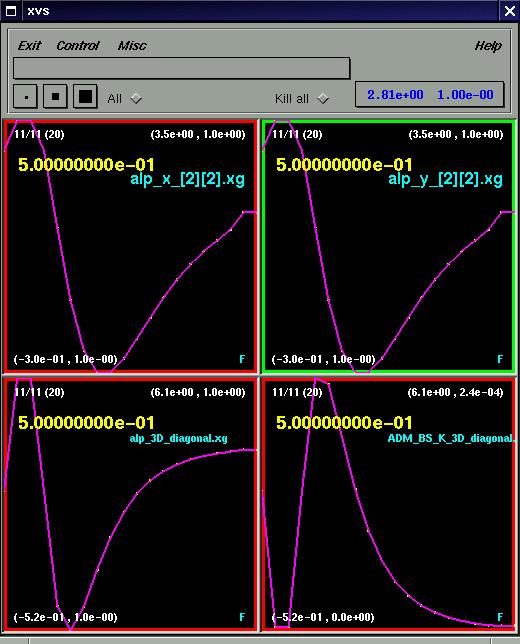 xvs
Exit Control Misc Help
All Kill all 2.81e+00 1.00e-00
11/11 (20) (3.5e+00 , 1.0e+00)
5.00000000e-01
alp_x_[2][2].xg
(-3.0e-01 , 1.0e-00) F
11/11 (20) (3.5e+00 , 1.0e+00)
5.00000000e-01
alp_y_[2][2].xg
(-3.0e-01 , 1.0e-00) F
11/11 (20) (6.1e+00 , 1.0e+00)
5.00000000e-01
alp_3D_diagonal.xg
(-5.2e-01 , 1.0e-00) F
11/11 (20) (6.1e+00 , 2.4e-04)
5.00000000e-01
ADM_BS_K_3D_diagonal.
(-5.2e-01 , 0.0e+00) F